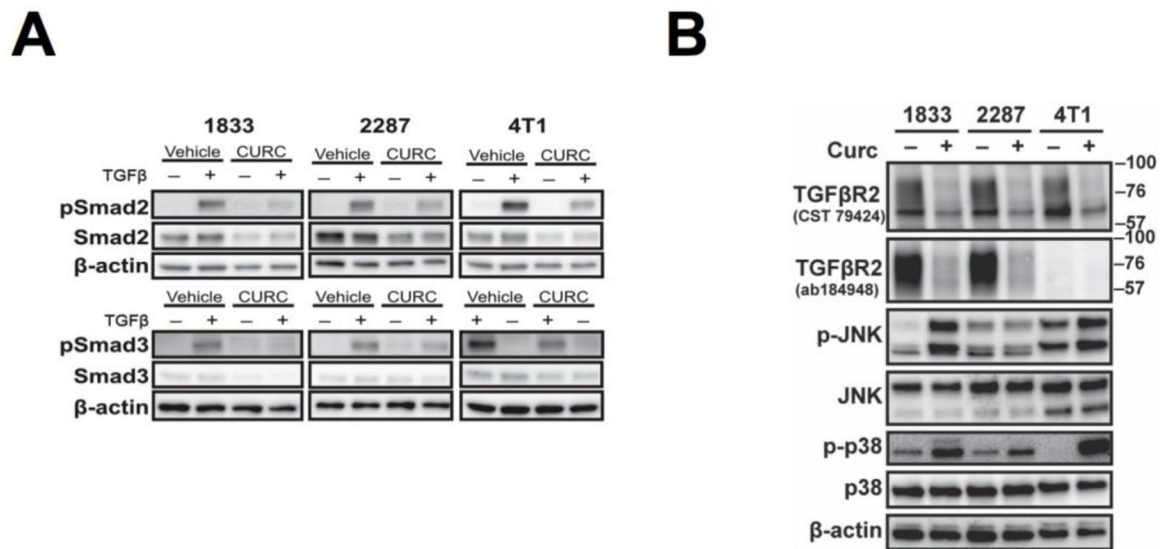 A
B
1833 2287 4T1
Vehicle CURC Vehicle CURC Vehicle CURC
TGFβ − + − + − + − + − + − +
pSmad2
Smad2
β-actin
Vehicle CURC Vehicle CURC Vehicle CURC
TGFβ − + − + − + − + + − + −
pSmad3
Smad3
β-actin
1833 2287 4T1
Curc − + − + − +
TGFβR2
(CST 79424)
–100
–76
–57
TGFβR2
(ab184948)
–100
–76
–57
p-JNK
JNK
p-p38
p38
β-actin